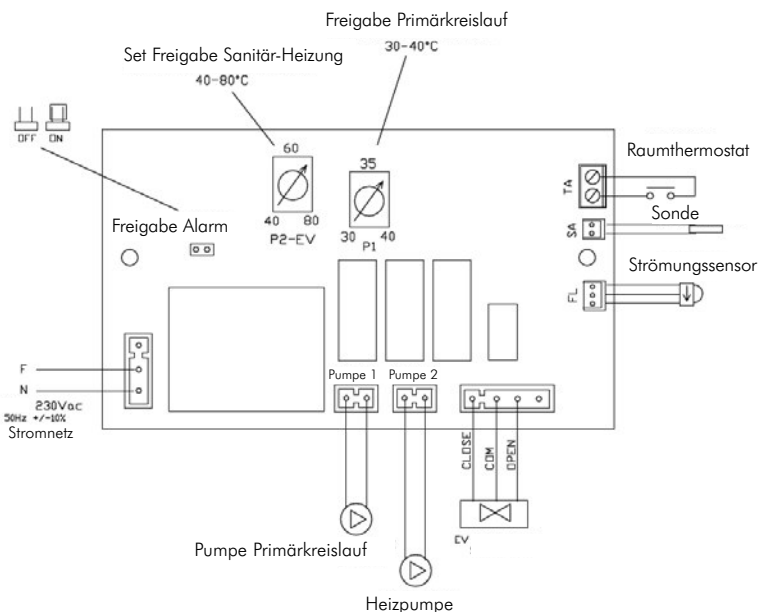 Freigabe Primärkreislauf
30-40°C
Set Freigabe Sanitär-Heizung
40-80°C
OFF ON
60
35
Raumthermostat
TA
Freigabe Alarm
40 80
P2-EV
30 40
P1
Sonde
SA
Strömungssensor
FL
F
N
230Vac
50Hz +/-10%
Stromnetz
Pumpe 1 Pumpe 2
CLOSE
COM
OPEN
EV
Pumpe Primärkreislauf
Heizpumpe